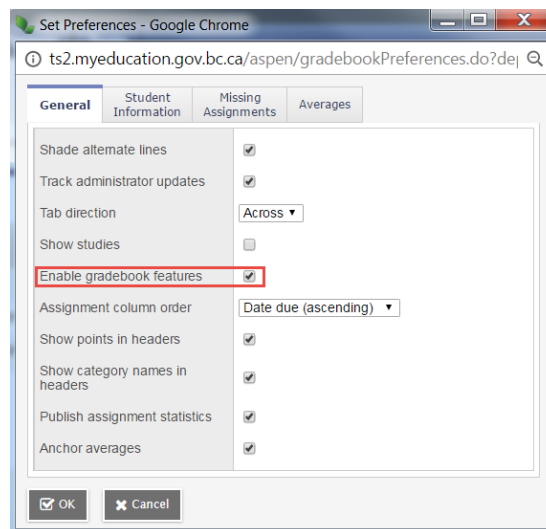 Set Preferences - Google Chrome
ts2.myeducation.gov.bc.ca/aspen/gradebookPreferences.do?de
General
Student
Information
Missing
Assignments
Averages
Shade alternate lines
Track administrator updates
Tab direction
Across
Show studies
Enable gradebook features
Assignment column order
Date due (ascending)
Show points in headers
Show category names in
headers
Publish assignment statistics
Anchor averages
OK
Cancel